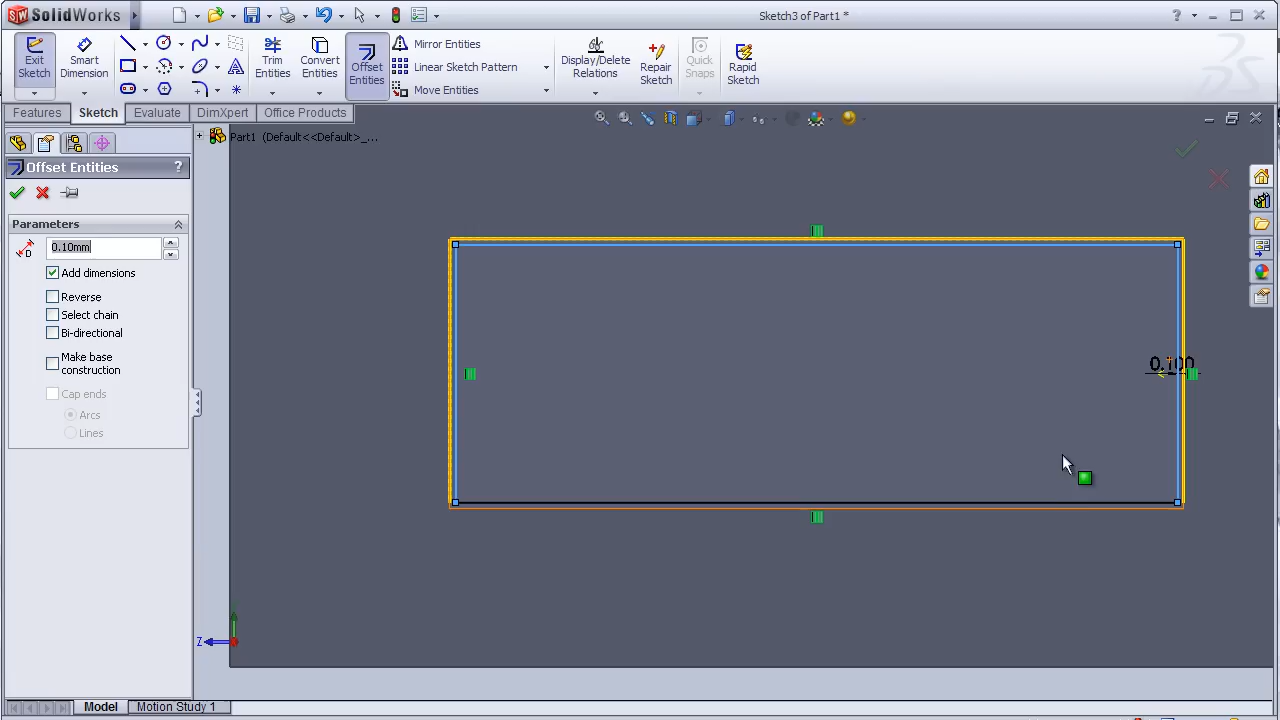 SW SolidWorks
Sketch3 of Part1 *
?
Exit Sketch
Smart Dimension
Trim Entities
Convert Entities
Offset Entities
Mirror Entities
Linear Sketch Pattern
Move Entities
Display/Delete Relations
Repair Sketch
Quick Snaps
Rapid Sketch
Features Sketch Evaluate DimXpert Office Products
Part1 (Default<<Default>_...
Offset Entities ?
Parameters
0.10mm
Add dimensions
Reverse
Select chain
Bi-directional
Make base construction
Cap ends
Arcs
Lines
0.100
Z
Model Motion Study 1